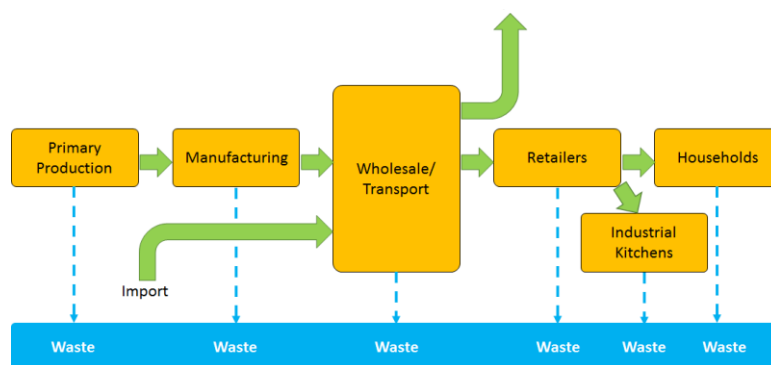 Primary
Production
Manufacturing
Wholesale/
Transport
Retailers
Households
Industrial
Kitchens
Import
Waste
Waste
Waste
Waste
Waste
Waste